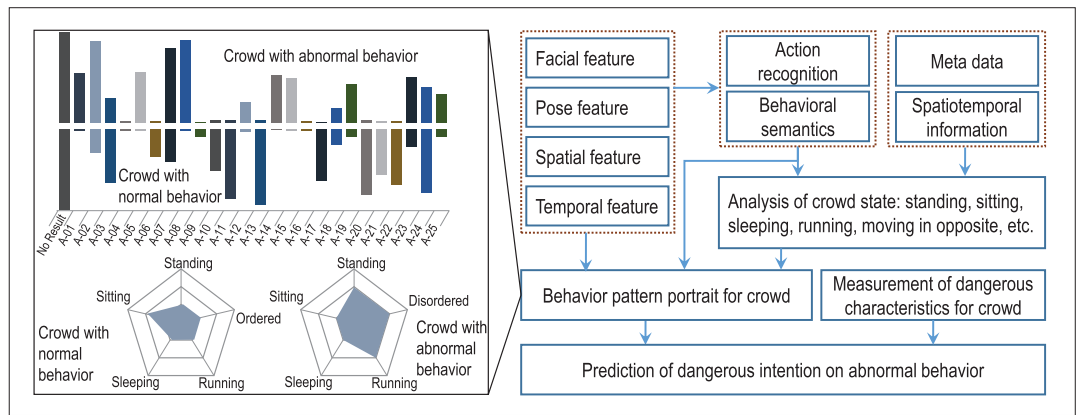 Crowd with abnormal behavior
Crowd with
normal behavior
No Result
A-01
A-02
A-03
A-04
A-05
A-06
A-07
A-08
A-09
A-10
A-11
A-12
A-13
A-14
A-15
A-16
A-17
A-18
A-19
A-20
A-21
A-22
A-23
A-24
A-25
Standing
Sitting
Ordered
Crowd with
normal
behavior
Sleeping
Running
Standing
Sitting
Disordered
Crowd with
abnormal
behavior
Sleeping
Running
Facial feature
Pose feature
Spatial feature
Temporal feature
Action
recognition
Behavioral
semantics
Meta data
Spatiotemporal
information
Analysis of crowd state: standing, sitting,
sleeping, running, moving in opposite, etc.
Behavior pattern portrait for crowd
Measurement of dangerous
characteristics for crowd
Prediction of dangerous intention on abnormal behavior